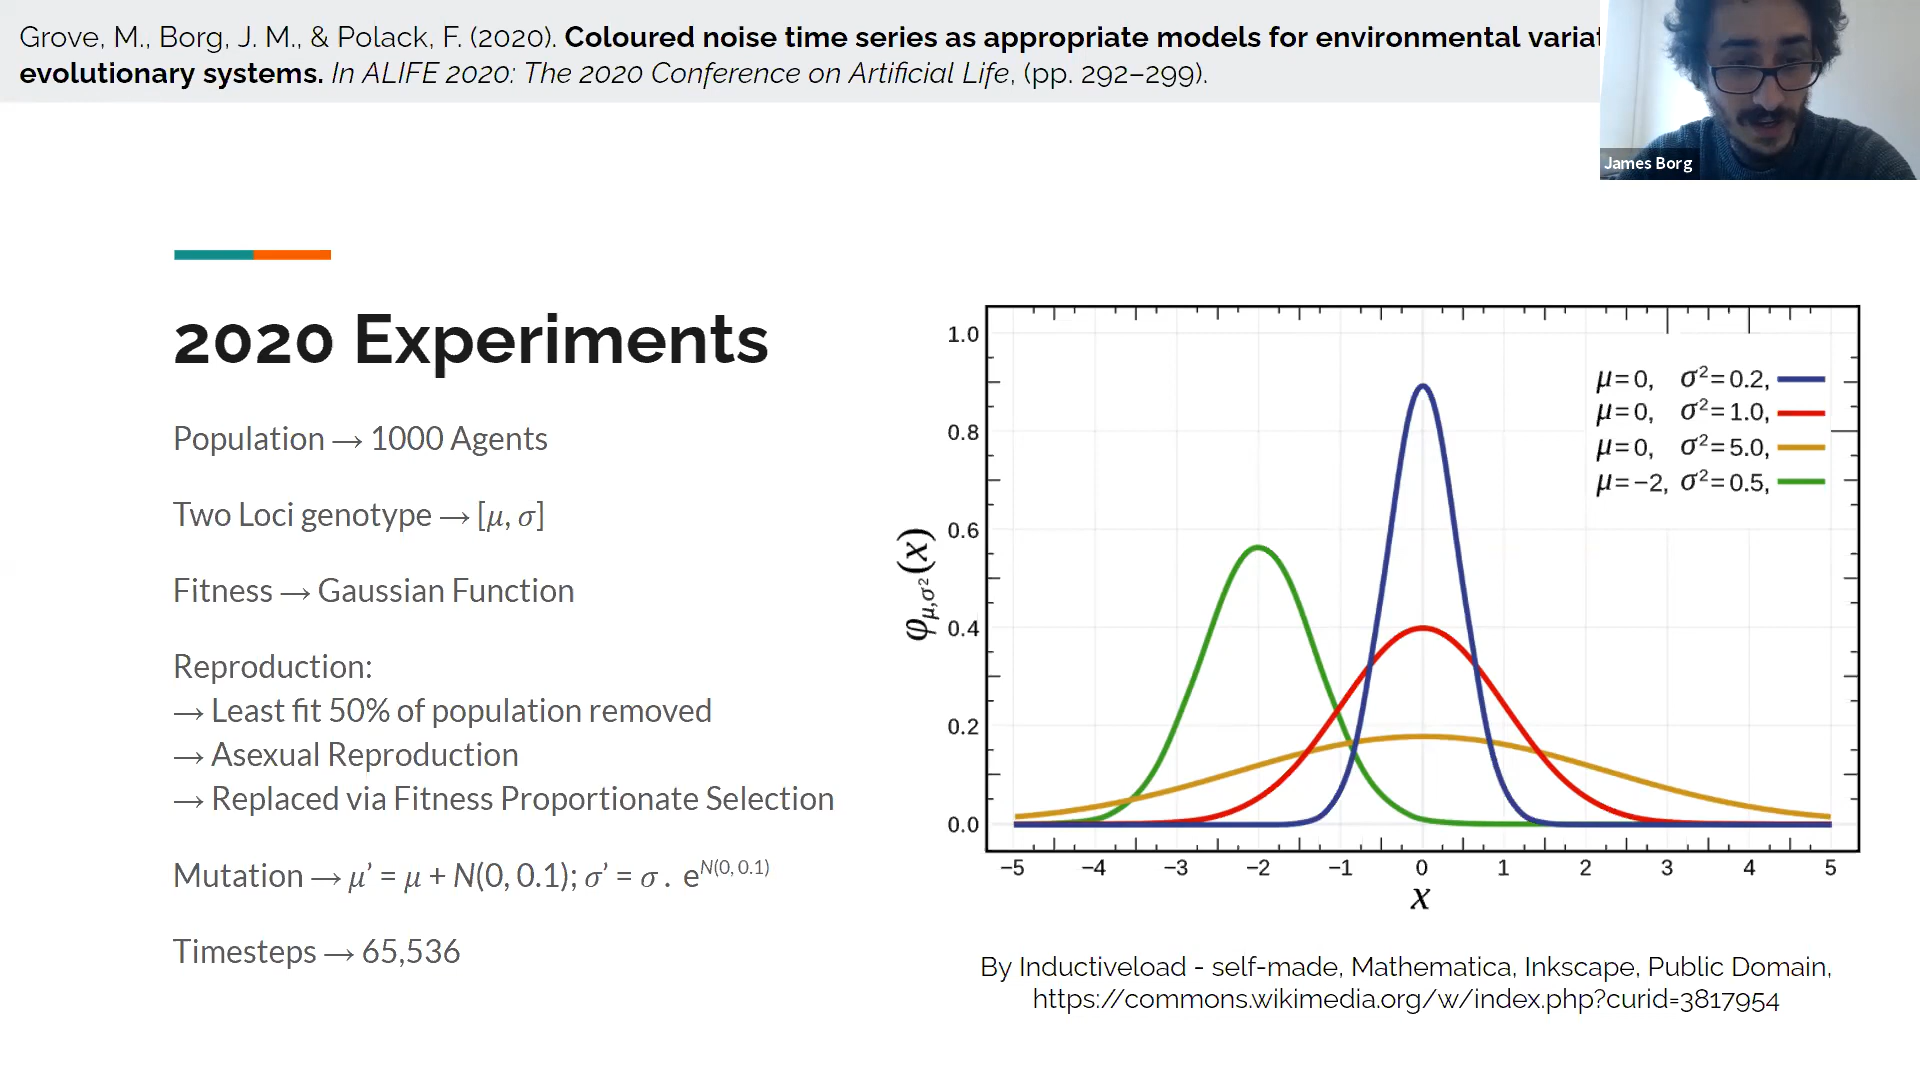 Grove, M., Borg, J. M., & Polack, F. (2020). Coloured noise time series as appropriate models for environmental
evolutionary systems. In ALIFE 2020: The 2020 Conference on Artificial Life, (pp. 292–299).
James Borg
2020 Experiments
Population → 1000 Agents
Two Loci genotype → [μ, σ]
Fitness → Gaussian Function
Reproduction:
→ Least fit 50% of population removed
→ Asexual Reproduction
→ Replaced via Fitness Proportionate Selection
Mutation → μ’ = μ + N(0, 0.1); σ’ = σ . e^N(0, 0.1)
Timesteps → 65,536
φμ,σ²(x)
1.0
0.8
0.6
0.4
0.2
0.0
μ=0, σ²=0.2,
μ=0, σ²=1.0,
μ=0, σ²=5.0,
μ=−2, σ²=0.5,
−5 −4 −3 −2 −1 0 1 2 3 4 5
x
By Inductiveload - self-made, Mathematica, Inkscape, Public Domain,
https://commons.wikimedia.org/w/index.php?curid=3817954